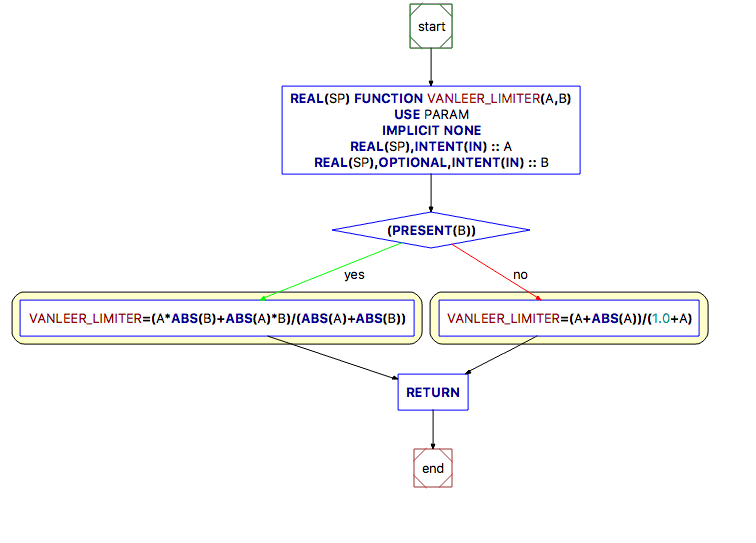 start
REAL(SP) FUNCTION VANLEER_LIMITER(A,B)
USE PARAM
IMPLICIT NONE
REAL(SP),INTENT(IN) :: A
REAL(SP),OPTIONAL,INTENT(IN) :: B
(PRESENT(B))
yes
no
VANLEER_LIMITER=(A*ABS(B)+ABS(A)*B)/(ABS(A)+ABS(B))
VANLEER_LIMITER=(A+ABS(A))/(1.0+A)
RETURN
end